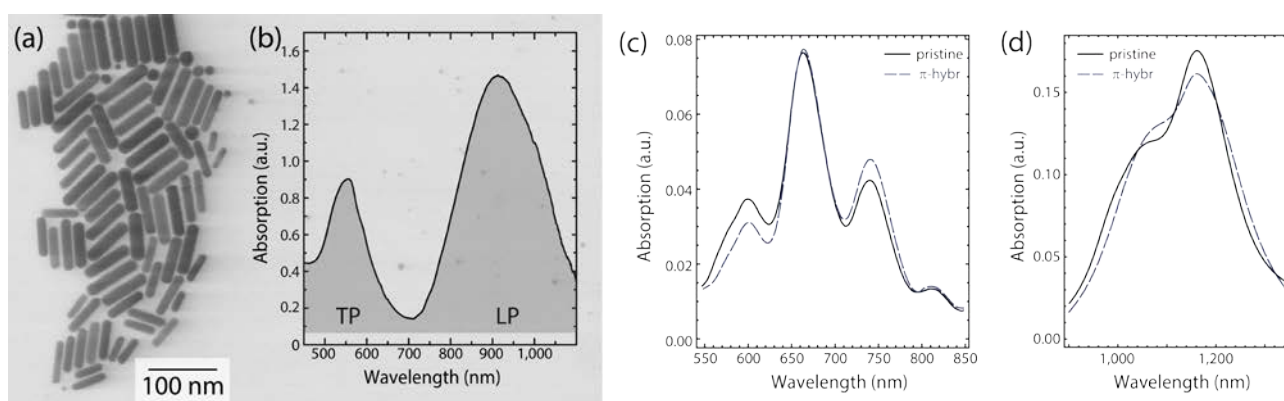 (a)
100 nm
(b)
Absorption (a.u.)
1.6
1.4
1.2
1.0
0.8
0.6
0.4
0.2
0
TP
LP
500 600 700 800 900 1,000
Wavelength (nm)
(c)
pristine
π-hybr
Absorption (a.u.)
0.08
0.06
0.04
0.02
0.00
550 600 650 700 750 800 850
Wavelength (nm)
(d)
pristine
π-hybr
Absorption (a.u.)
0.15
0.10
0.05
0.00
1,000 1,200
Wavelength (nm)